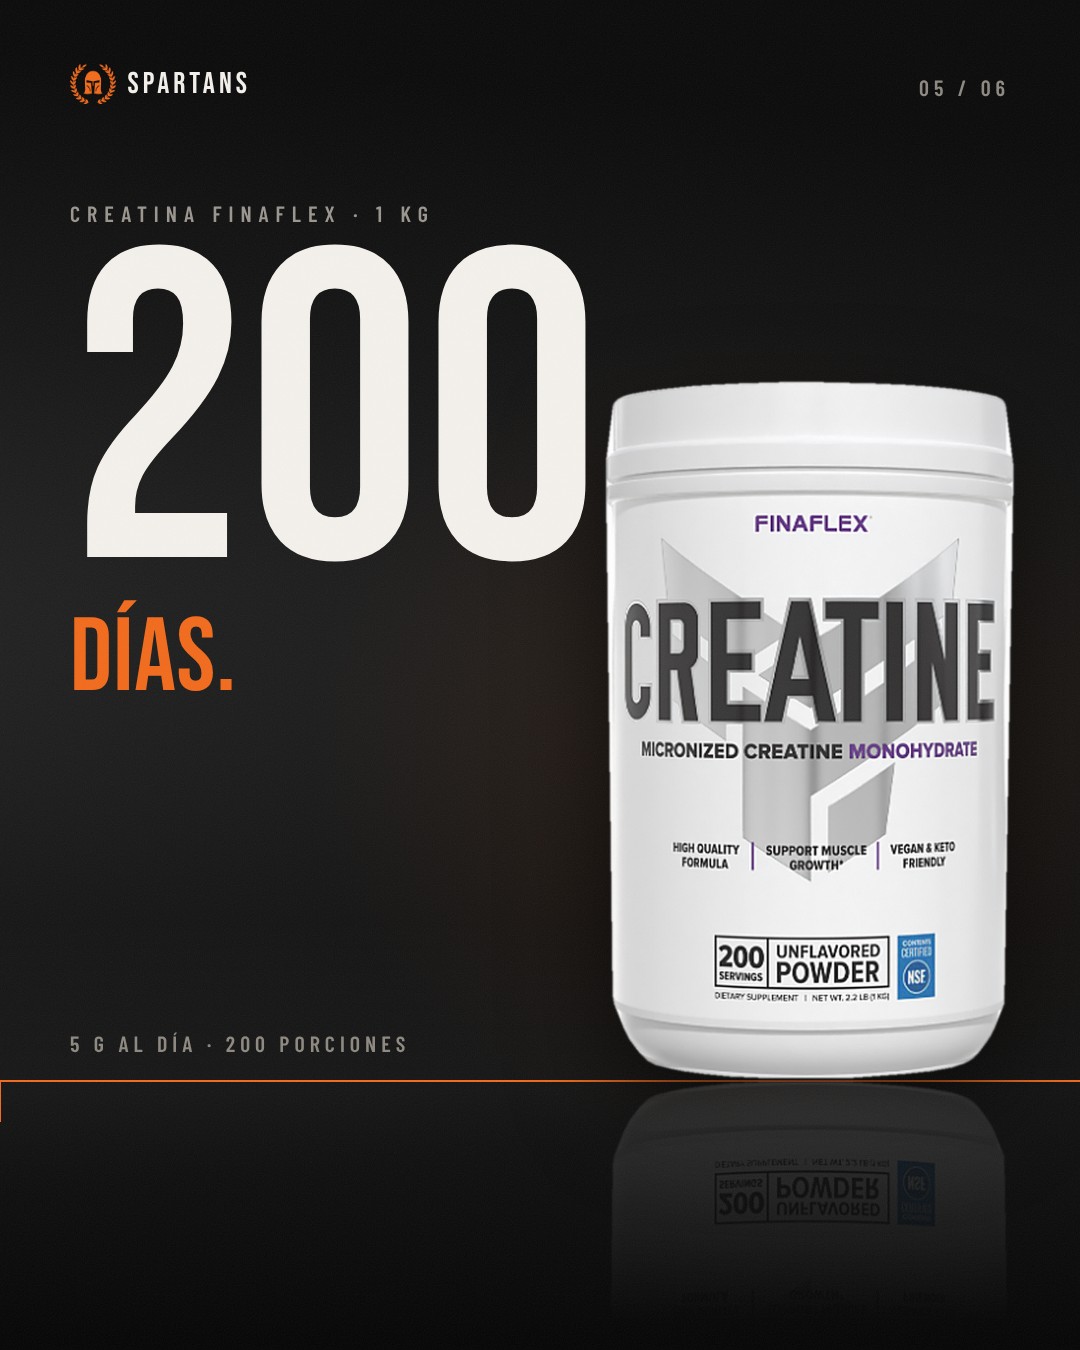 SPARTANS
05 / 06
CREATINA FINAFLEX · 1 KG
200
DÍAS.
FINAFLEX
CREATINE
MICRONIZED CREATINE MONOHYDRATE
HIGH QUALITY FORMULA
SUPPORT MUSCLE GROWTH*
VEGAN & KETO FRIENDLY
200 SERVINGS
UNFLAVORED POWDER
CONTENTS CERTIFIED
NSF
DIETARY SUPPLEMENT | NET WT. 2.2 LB (1 KG)
5 G AL DÍA · 200 PORCIONES